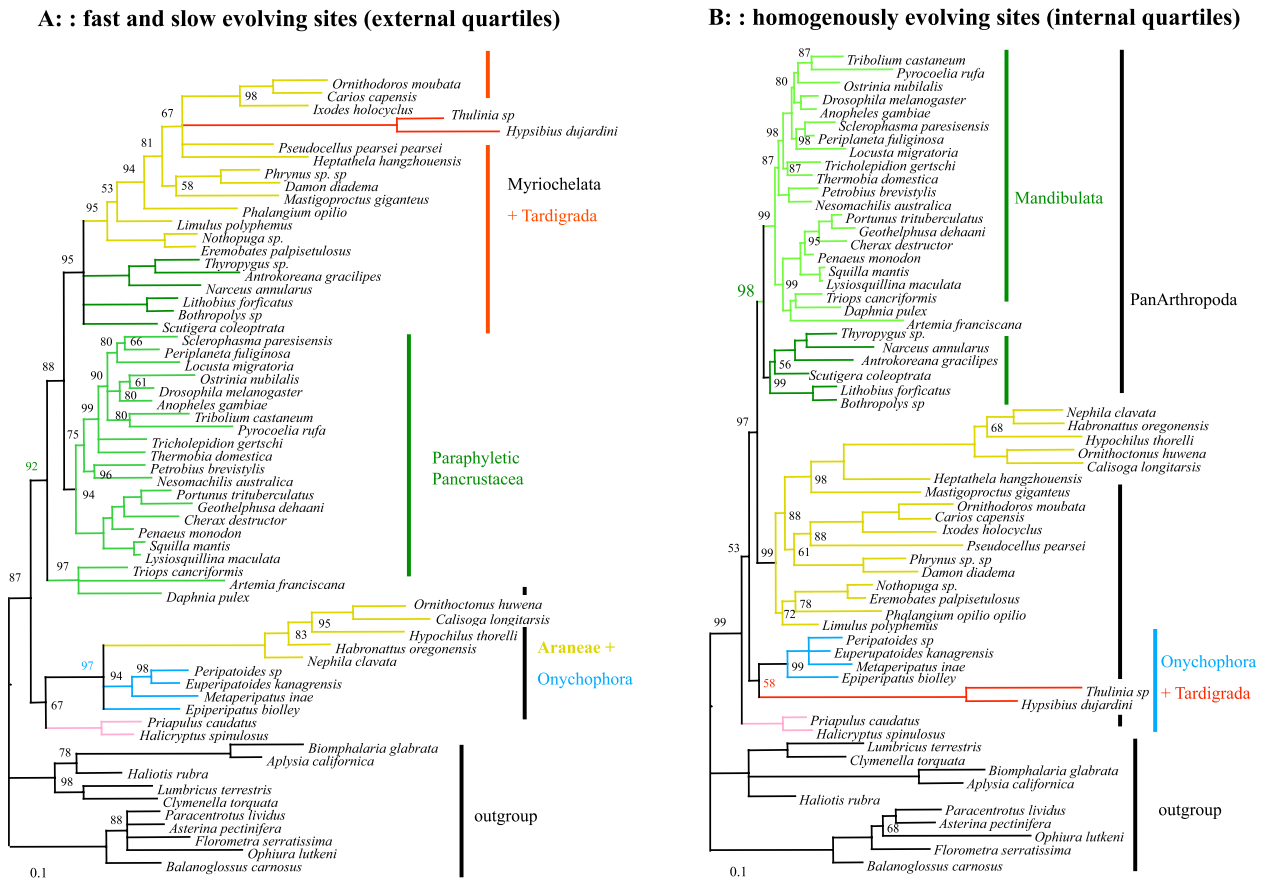 A: : fast and slow evolving sites (external quartiles)
Ornithodoros moubata
98
Carios capensis
67
Ixodes holocyclus
Thulinia sp
Hypsibius dujardini
81
Pseudocellus pearsei pearsei
Heptathela hangzhouensis
94
Phrynus sp. sp
58
Damon diadema
53
Mastigoproctus giganteus
95
Phalangium opilio
Limulus polyphemus
Nothopuga sp.
Eremobates palpisetulosus
95
Thyropygus sp.
Antrokoreana gracilipes
Narceus annularus
Lithobius forficatus
Bothropolys sp
Scutigera coleoptrata
Myriochelata
+ Tardigrada
88
80
66
Sclerophasma paresisensis
Periplaneta fuliginosa
Locusta migratoria
90
61
Ostrinia nubilalis
Drosophila melanogaster
80
Anopheles gambiae
99
80
Tribolium castaneum
Pyrocoelia rufa
75
Tricholepidion gertschi
Thermobia domestica
92
Petrobius brevistylis
96
Nesomachilis australica
94
Portunus trituberculatus
Geothelphusa dehaani
Cherax destructor
Penaeus monodon
Squilla mantis
Lysiosquillina maculata
97
Triops cancriformis
Artemia franciscana
Daphnia pulex
Paraphyletic
Pancrustacea
87
Ornithoctonus huwena
Calisoga longitarsis
95
83
Hypochilus thorelli
Habronattus oregonensis
Nephila clavata
97
94
98
Peripatoides sp
Euperipatoides kanagrensis
Metaperipatus inae
Epiperipatus biolley
67
Priapulus caudatus
Halicryptus spinulosus
Araneae +
Onychophora
78
Biomphalaria glabrata
Aplysia californica
Haliotis rubra
98
Lumbricus terrestris
Clymenella torquata
88
Paracentrotus lividus
Asterina pectinifera
Florometra serratissima
Ophiura lutkeni
Balanoglossus carnosus
outgroup
0.1
B: : homogenously evolving sites (internal quartiles)
87
Tribolium castaneum
Pyrocoelia rufa
80
Ostrinia nubilalis
Drosophila melanogaster
Anopheles gambiae
98
Sclerophasma paresisensis
98
Periplaneta fuliginosa
Locusta migratoria
87
87
Tricholepidion gertschi
Thermobia domestica
Petrobius brevistylis
Nesomachilis australica
99
Portunus trituberculatus
Geothelphusa dehaani
95
Cherax destructor
Penaeus monodon
Squilla mantis
99
Lysiosquillina maculata
98
Triops cancriformis
Daphnia pulex
Artemia franciscana
Thyropygus sp.
Narceus annularus
56
Antrokoreana gracilipes
99
Scutigera coleoptrata
Lithobius forficatus
Bothropolys sp
Mandibulata
PanArthropoda
97
Nephila clavata
68
Habronattus oregonensis
Hypochilus thorelli
Ornithoctonus huwena
Calisoga longitarsis
98
Heptathela hangzhouensis
Mastigoproctus giganteus
88
Ornithodoros moubata
Carios capensis
88
Ixodes holocyclus
53
99
61
Pseudocellus pearsei
Phrynus sp. sp
Damon diadema
Nothopuga sp.
78
Eremobates palpisetulosus
72
Phalangium opilio opilio
Limulus polyphemus
99
Peripatoides sp
Euperupatoides kanagrensis
99
Metaperipatus inae
Epiperipatus biolley
58
Thulinia sp
Hypsibius dujardini
Priapulus caudatus
Halicryptus spinulosus
Onychophora
+ Tardigrada
Lumbricus terrestris
Clymenella torquata
Biomphalaria glabrata
Aplysia californica
Haliotis rubra
Paracentrotus lividus
68
Asterina pectinifera
Ophiura lutkeni
Florometra serratissima
Balanoglossus carnosus
outgroup
0.1